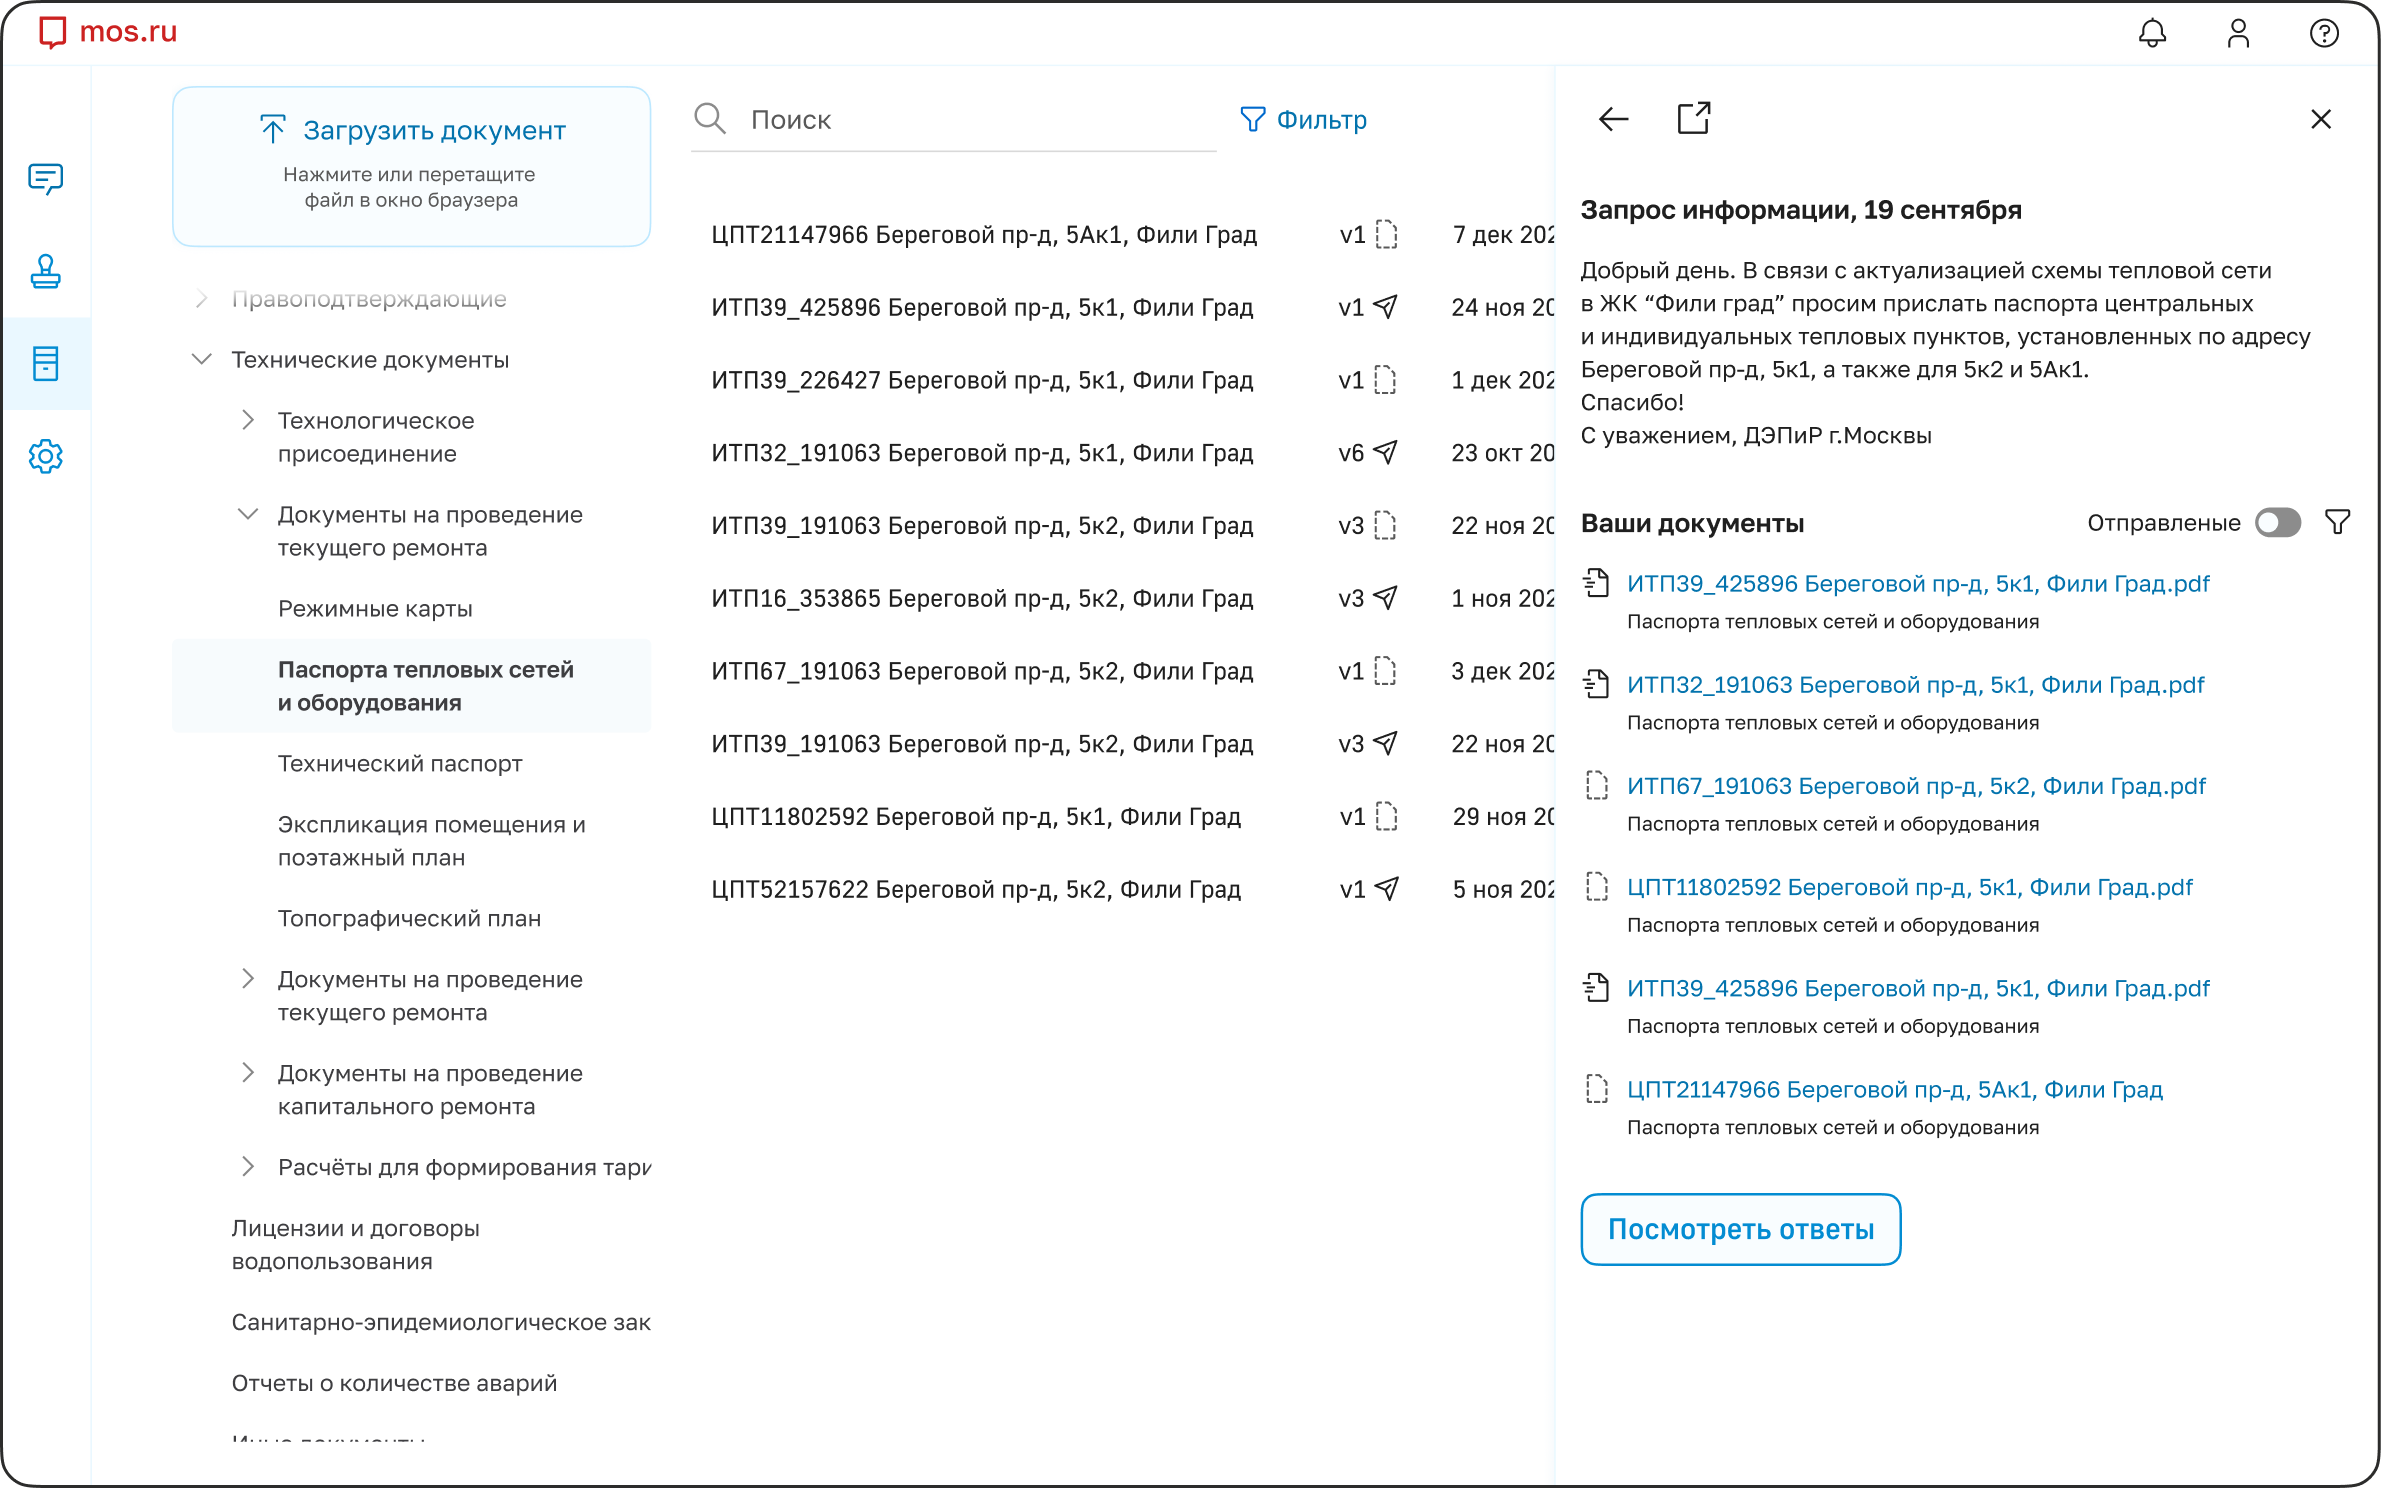 mos.ru
Загрузить документ
Нажмите или перетащите
файл в окно браузера
Правоподтверждающие
Технические документы
Технологическое
присоединение
Документы на проведение
текущего ремонта
Режимные карты
Паспорта тепловых сетей
и оборудования
Технический паспорт
Экспликация помещения и
поэтажный план
Топографический план
Документы на проведение
текущего ремонта
Документы на проведение
капитального ремонта
Расчёты для формирования тари
Лицензии и договоры
водопользования
Санитарно-эпидемиологическое зак
Отчеты о количестве аварий
Иные документы
Поиск
Фильтр
ЦПТ21147966 Береговой пр-д, 5Ак1, Фили Град v1 7 дек 202
ИТП39_425896 Береговой пр-д, 5к1, Фили Град v1 24 ноя 20
ИТП39_226427 Береговой пр-д, 5к1, Фили Град v1 1 дек 202
ИТП32_191063 Береговой пр-д, 5к1, Фили Град v6 23 окт 20
ИТП39_191063 Береговой пр-д, 5к2, Фили Град v3 22 ноя 20
ИТП16_353865 Береговой пр-д, 5к2, Фили Град v3 1 ноя 202
ИТП67_191063 Береговой пр-д, 5к2, Фили Град v1 3 дек 202
ИТП39_191063 Береговой пр-д, 5к2, Фили Град v3 22 ноя 20
ЦПТ11802592 Береговой пр-д, 5к1, Фили Град v1 29 ноя 20
ЦПТ52157622 Береговой пр-д, 5к2, Фили Град v1 5 ноя 202
Запрос информации, 19 сентября
Добрый день. В связи с актуализацией схемы тепловой сети
в ЖК “Фили град” просим прислать паспорта центральных
и индивидуальных тепловых пунктов, установленных по адресу
Береговой пр-д, 5к1, а также для 5к2 и 5Ак1.
Спасибо!
С уважением, ДЭПиР г.Москвы
Ваши документы
Отправленые
ИТП39_425896 Береговой пр-д, 5к1, Фили Град.pdf
Паспорта тепловых сетей и оборудования
ИТП32_191063 Береговой пр-д, 5к1, Фили Град.pdf
Паспорта тепловых сетей и оборудования
ИТП67_191063 Береговой пр-д, 5к2, Фили Град.pdf
Паспорта тепловых сетей и оборудования
ЦПТ11802592 Береговой пр-д, 5к1, Фили Град.pdf
Паспорта тепловых сетей и оборудования
ИТП39_425896 Береговой пр-д, 5к1, Фили Град.pdf
Паспорта тепловых сетей и оборудования
ЦПТ21147966 Береговой пр-д, 5Ак1, Фили Град
Паспорта тепловых сетей и оборудования
Посмотреть ответы